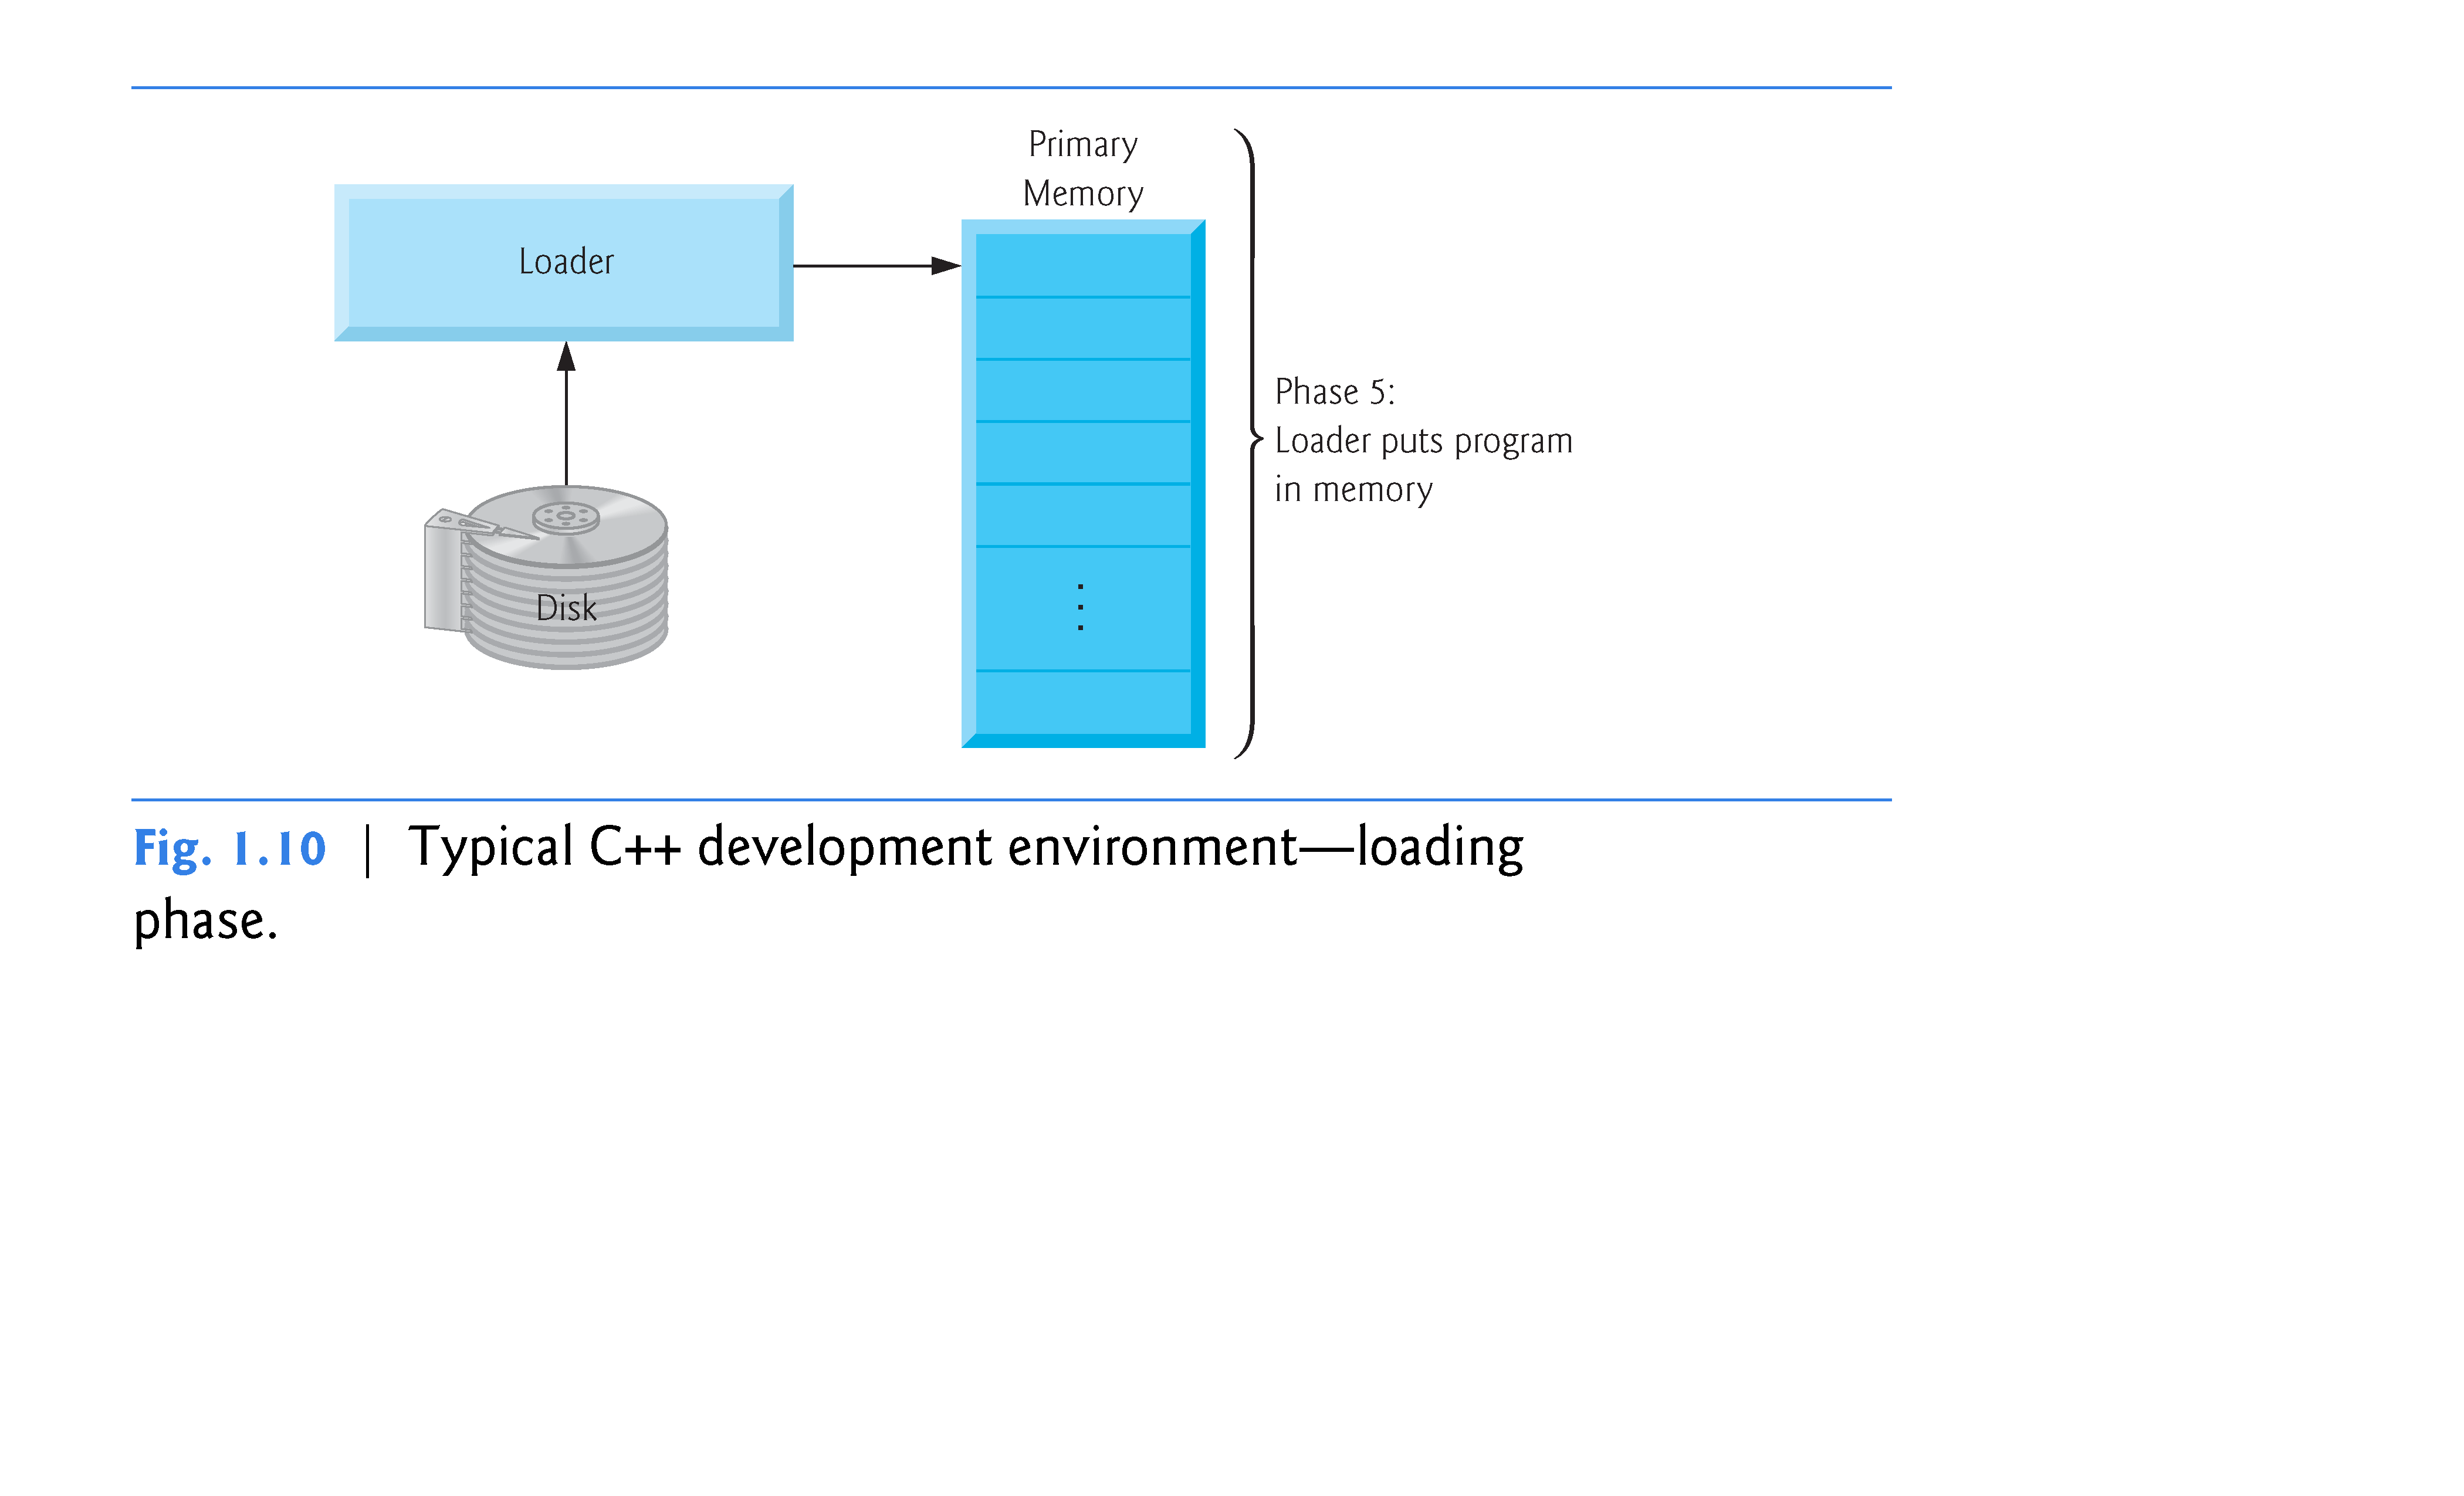 Primary
Memory
Loader
Phase 5:
Loader puts program
in memory
Disk
Fig. 1.10 | Typical C++ development environment—loading
phase.